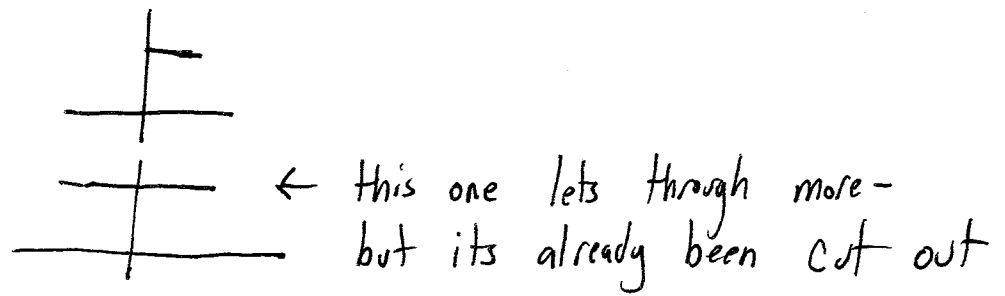 ← this one lets through more -
but its already been cut out